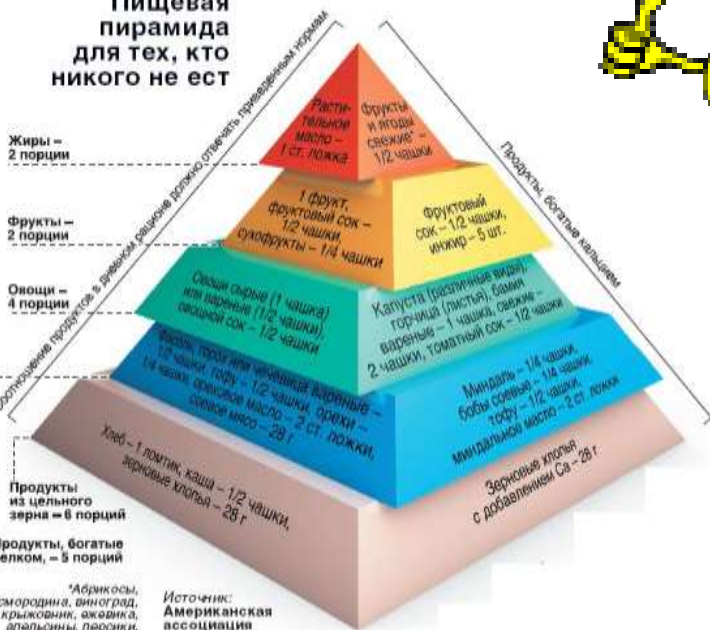 Пищевая
пирамида
для тех, кто
никого не ест
соотношение продуктов в дневном рационе должно отвечать приведенным нормам
Продукты, богатые кальцием
Жиры –
2 порции
Расти-
тельное
масло –
1 ст. ложка
Фрукты
и ягоды
свежие* –
1/2 чашки
Фрукты –
2 порции
1 фрукт,
фруктовый сок –
1/2 чашки,
сухофрукты – 1/4 чашки
Фруктовый
сок – 1/2 чашки,
инжир – 5 шт.
Овощи –
4 порции
Овощи сырые (1 чашка)
или вареные (1/2 чашки),
овощной сок – 1/2 чашки
Капуста (различные виды),
горчица (листья), бамия
вареные – 1 чашка, свежие –
2 чашки, томатный сок – 1/2 чашки
Фасоль, горох или чечевица вареные –
1/2 чашки, тофу – 1/2 чашки, орехи –
1/4 чашки, ореховое масло – 2 ст. ложки,
соевое мясо – 28 г
Миндаль – 1/4 чашки,
бобы соевые – 1/4 чашки,
тофу – 1/2 чашки,
миндальное масло – 2 ст. ложки
Хлеб – 1 ломтик, каша – 1/2 чашки,
зерновые хлопья – 28 г
Зерновые хлопья
с добавлением Ca – 28 г
Продукты
из цельного
зерна – 6 порций
Продукты, богатые
елком, – 5 порций
*Абрикосы,
смородина, виноград,
крыжовник, ежевика,
апельсины, персики,
Источник:
Американская
ассоциация